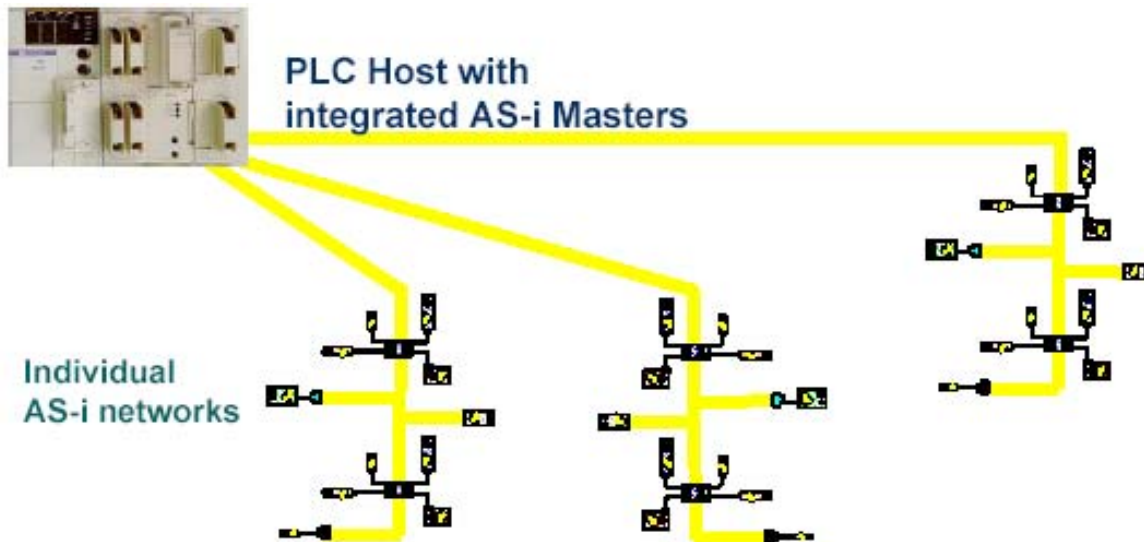 PLC Host with
integrated AS-i Masters
Individual
AS-i networks